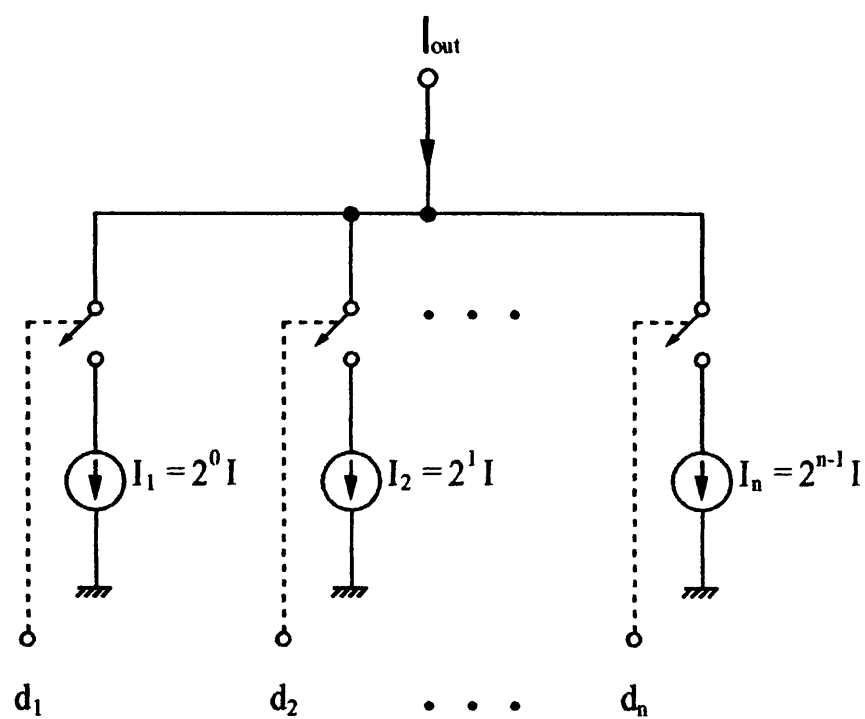 I_out
• • •
I_1 = 2^0 I
I_2 = 2^1 I
I_n = 2^{n-1} I
d_1
d_2
• • •
d_n